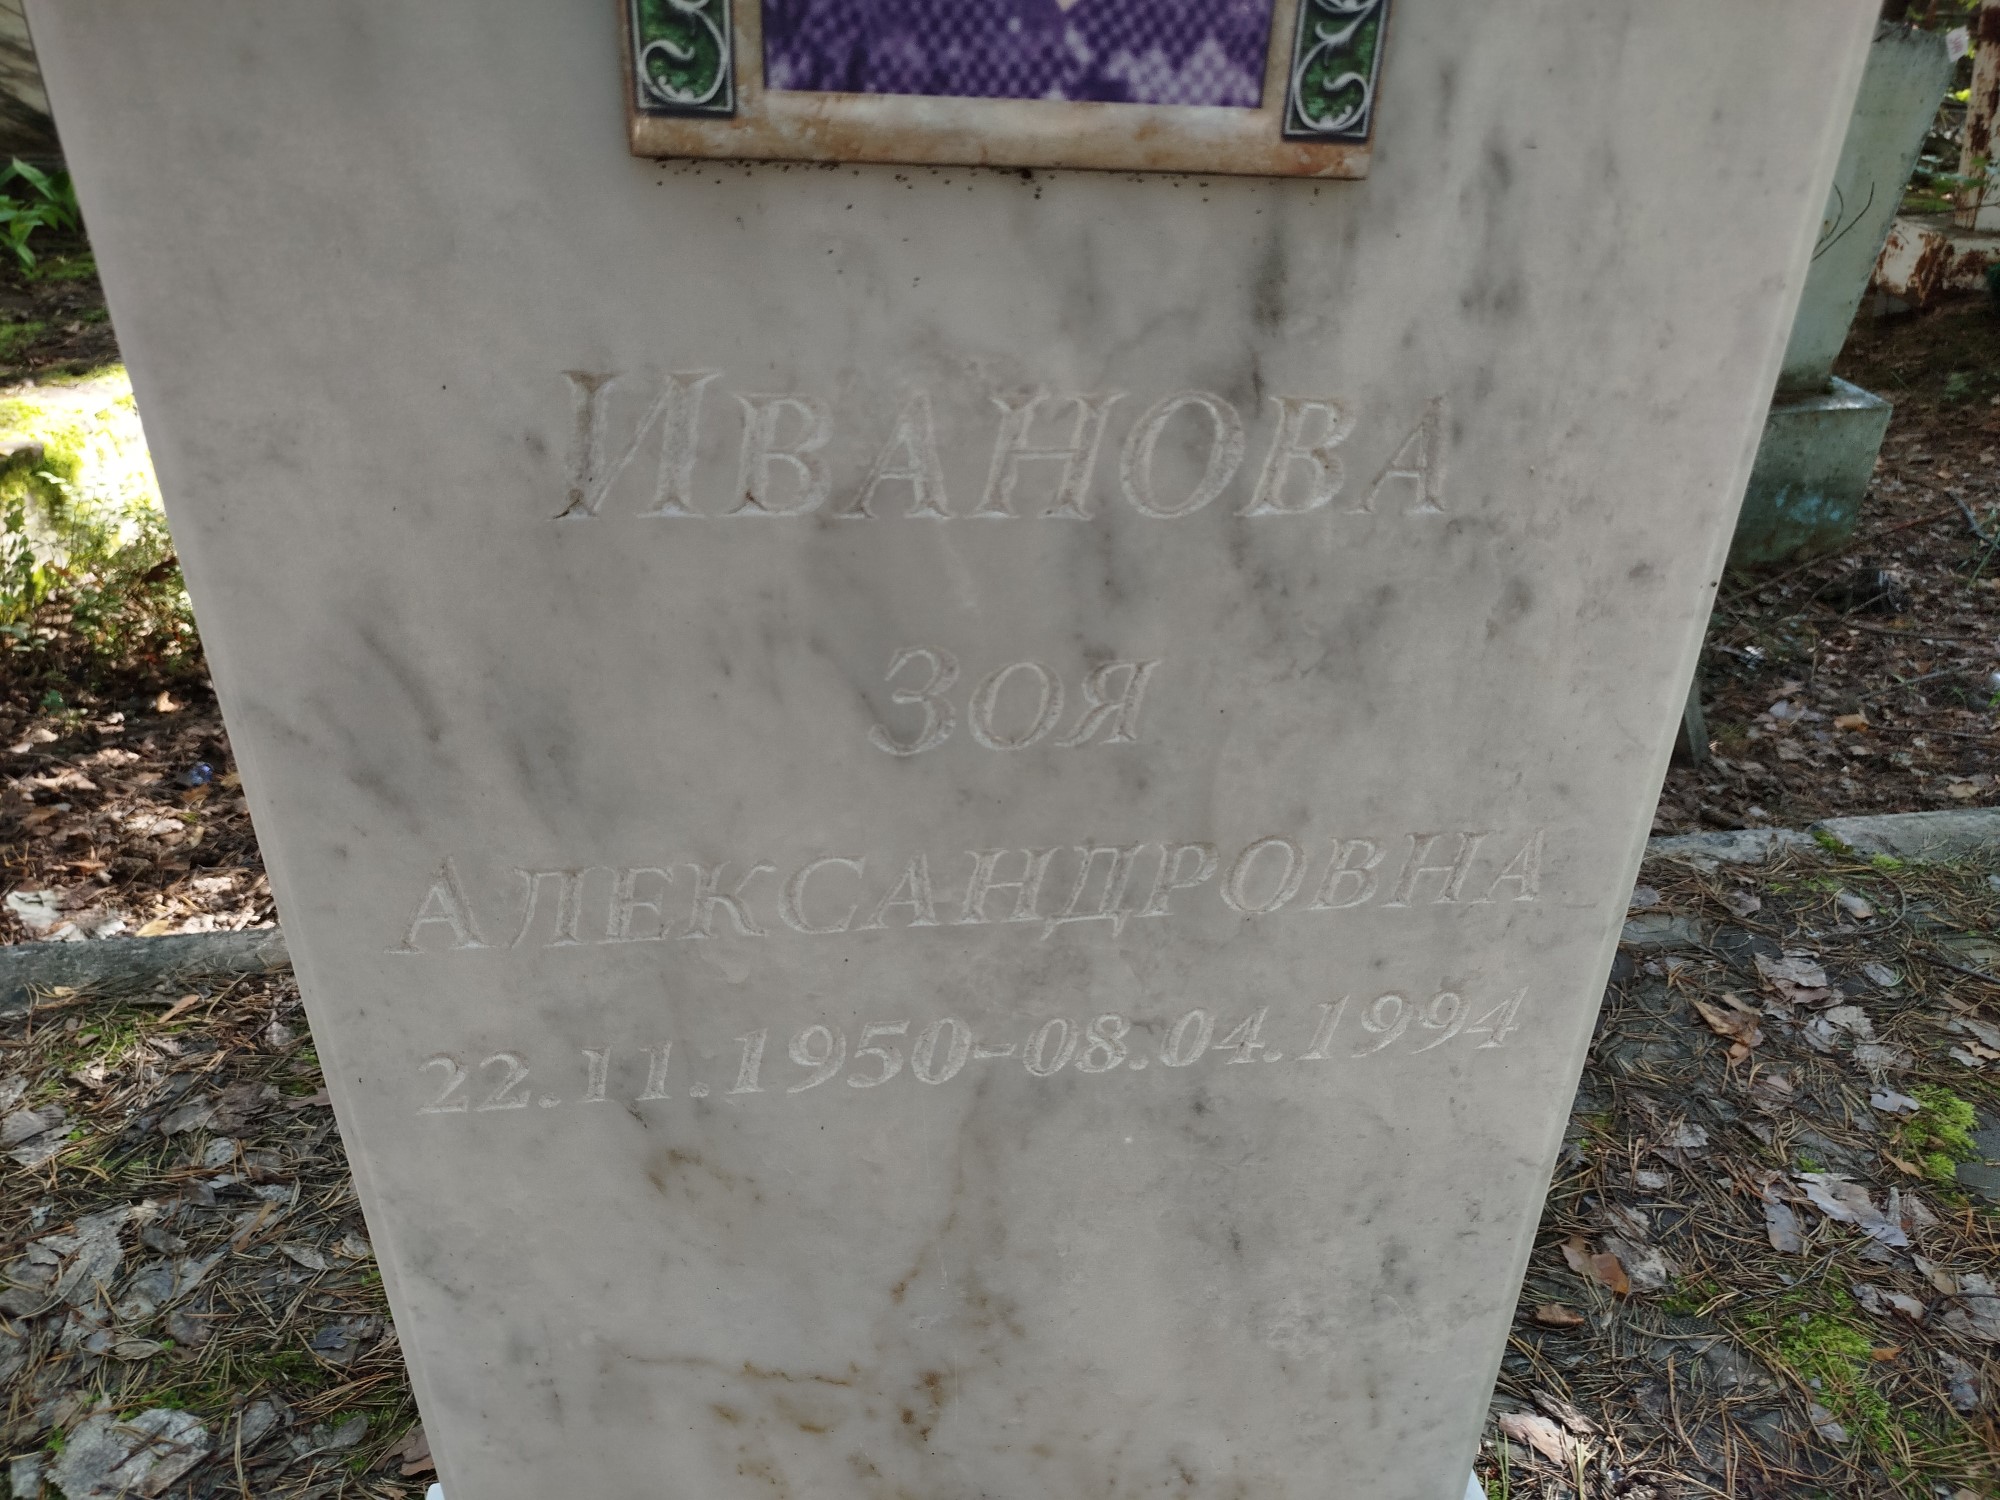 Иванова
Зоя
Александровна
22.11.1950-08.04.1994